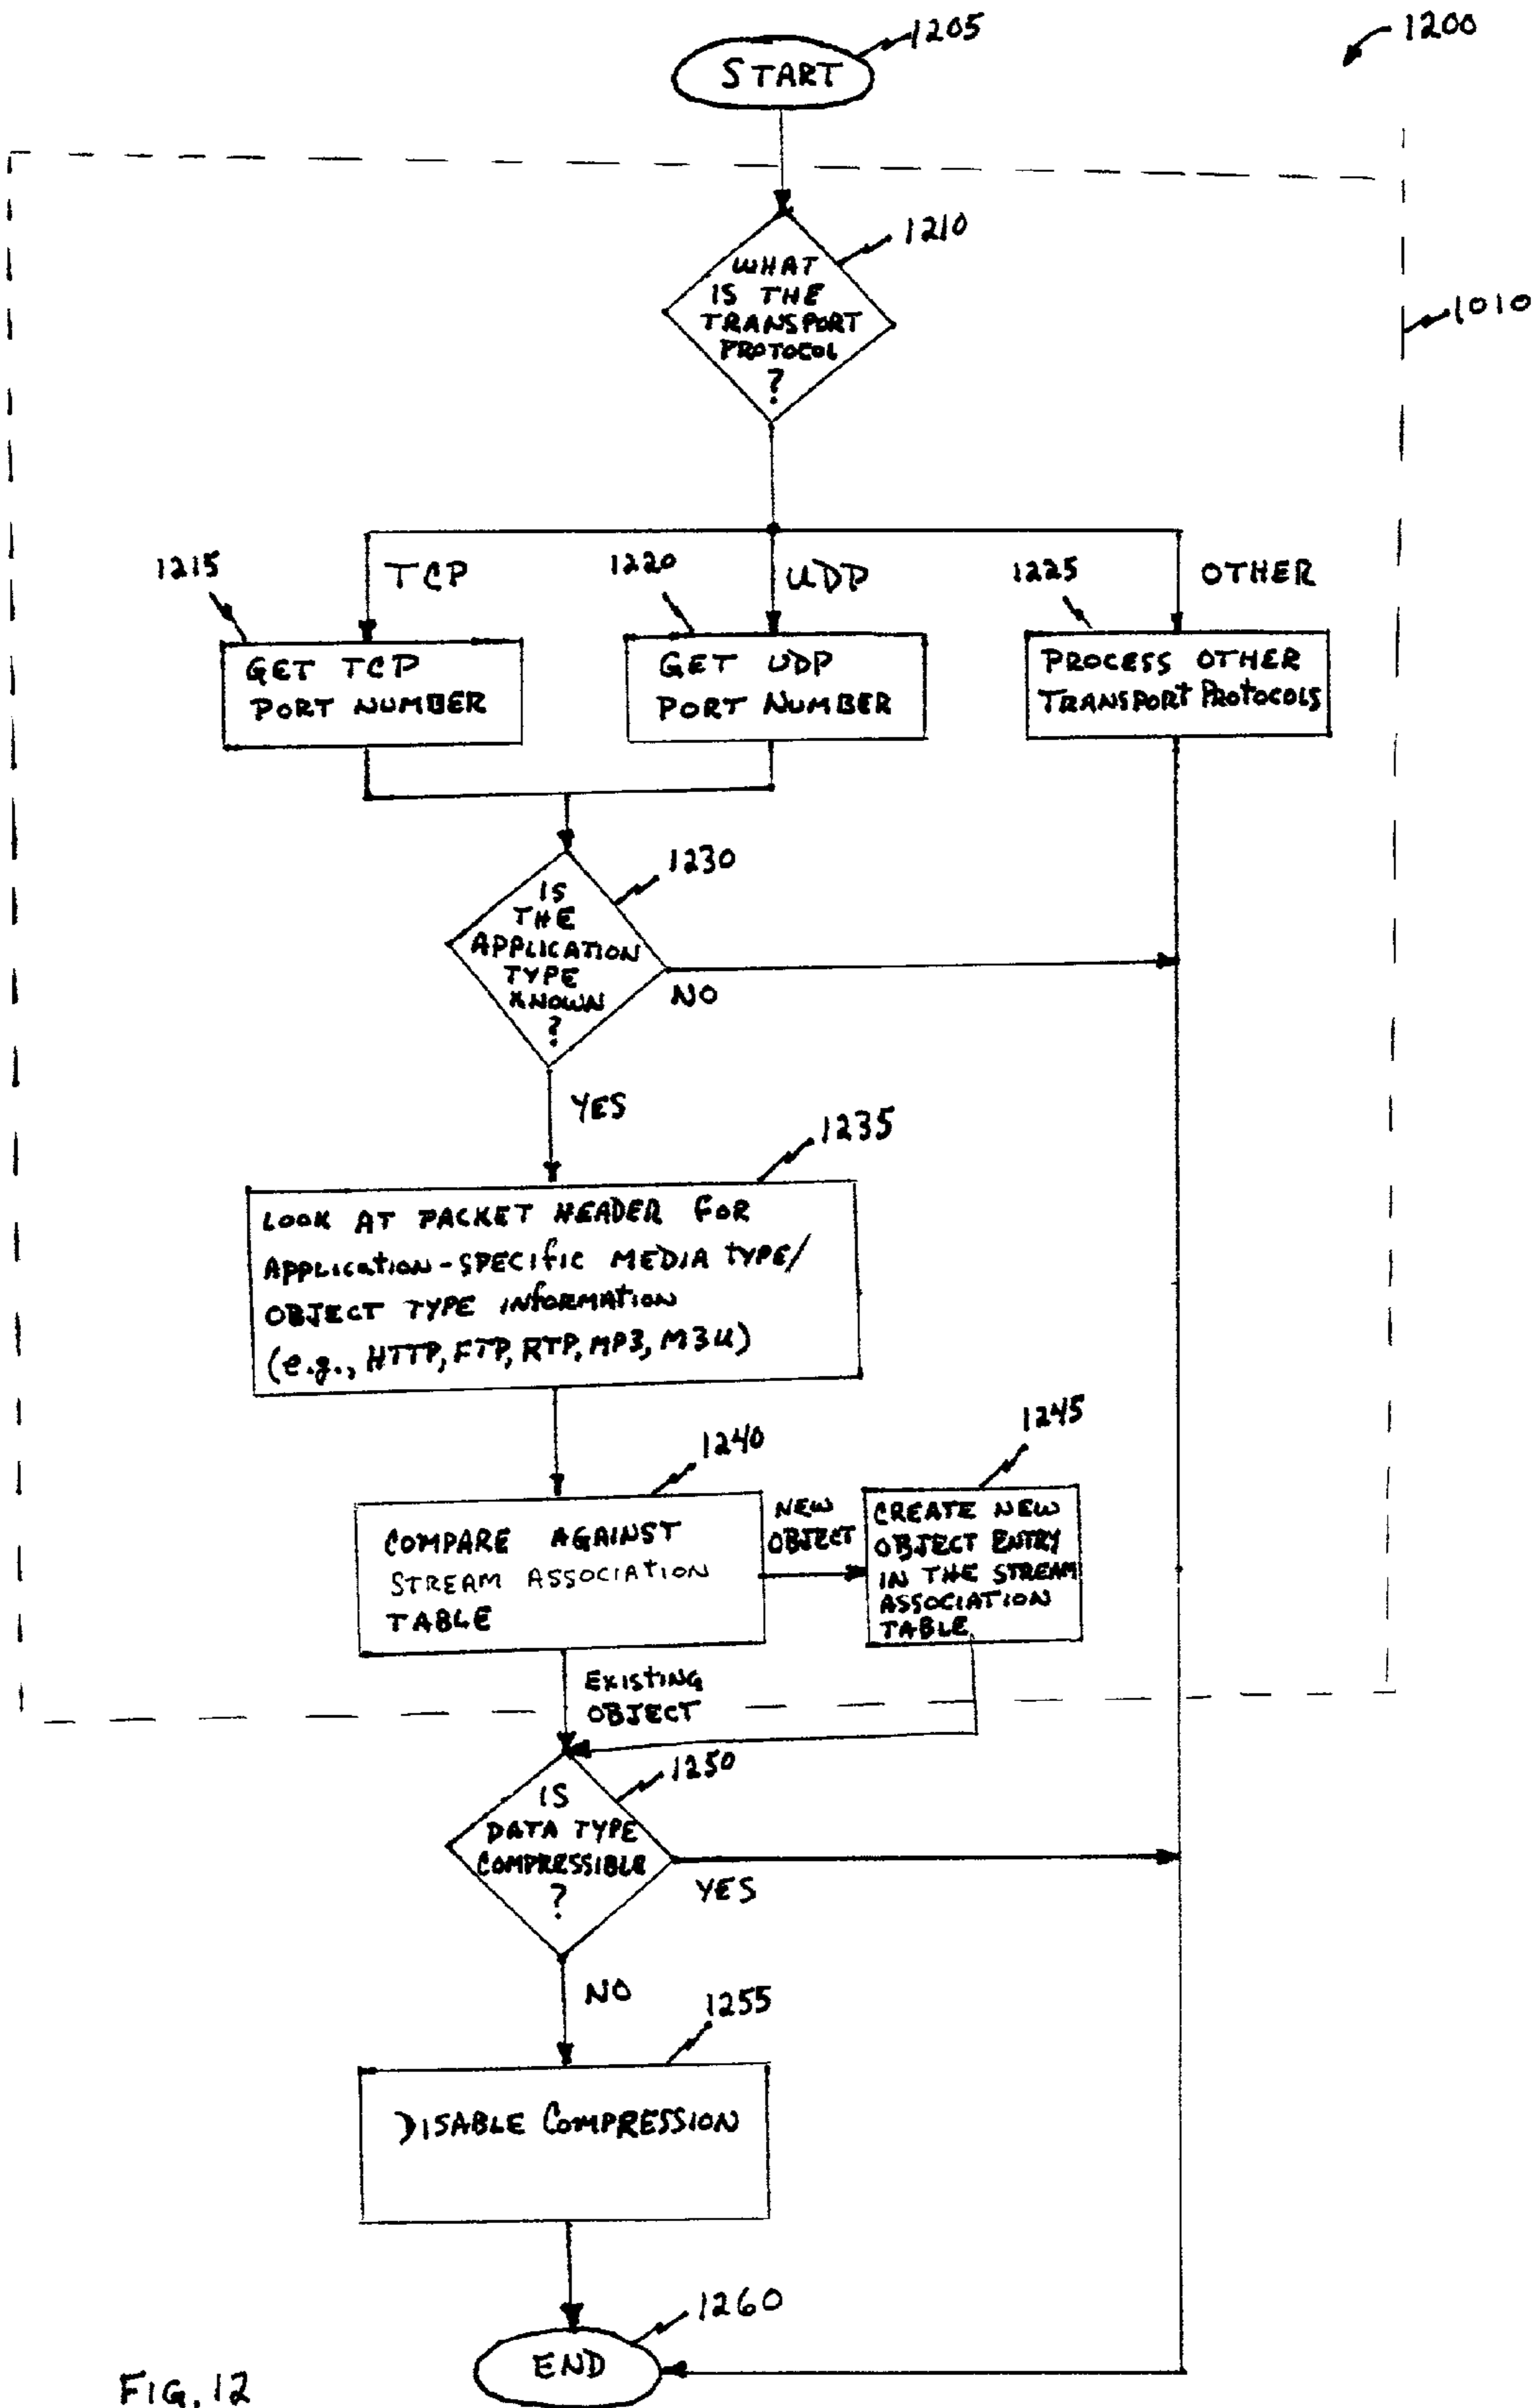 1205
1200
START
1210
WHAT
IS THE
TRANSPORT
PROTOCOL
?
1010
1215
TCP
1220
UDP
1225
OTHER
GET TCP
PORT NUMBER
GET UDP
PORT NUMBER
PROCESS OTHER
TRANSPORT PROTOCOLS
1230
IS
THE
APPLICATION
TYPE
KNOWN
?
NO
YES
1235
LOOK AT PACKET HEADER FOR
APPLICATION-SPECIFIC MEDIA TYPE/
OBJECT TYPE INFORMATION
(e.g., HTTP, FTP, RTP, MP3, M3U)
1240
1245
COMPARE AGAINST
STREAM ASSOCIATION
TABLE
NEW
OBJECT
CREATE NEW
OBJECT ENTRY
IN THE STREAM
ASSOCIATION
TABLE
EXISTING
OBJECT
1250
IS
DATA TYPE
COMPRESSIBLE
?
YES
NO
1255
DISABLE COMPRESSION
1260
END
FIG. 12